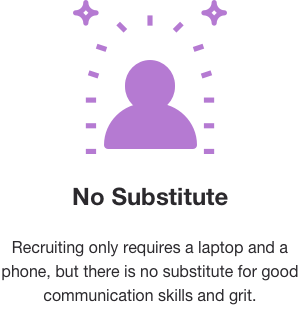 No Substitute
Recruiting only requires a laptop and a
phone, but there is no substitute for good
communication skills and grit.